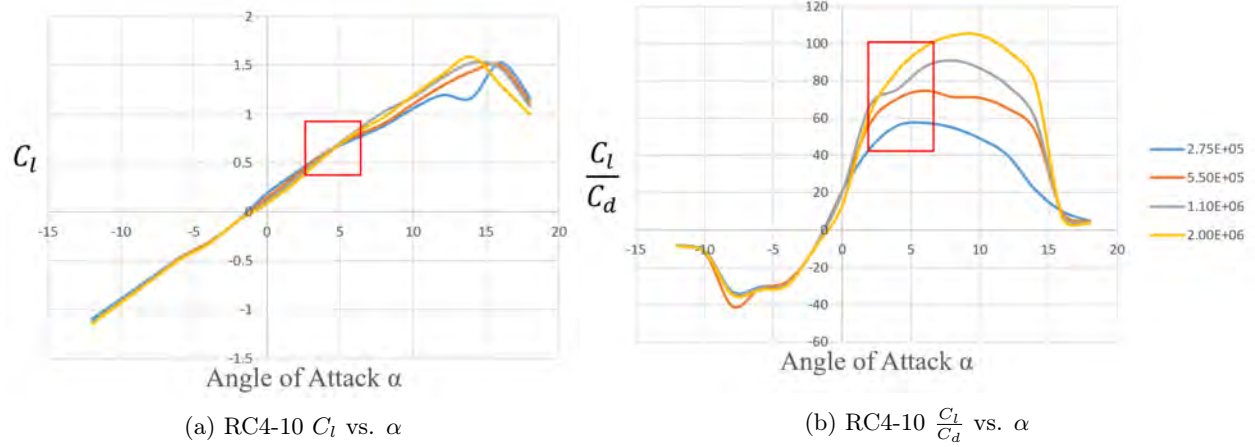 2
1.5
1
0.5
0
-0.5
-1
-1.5
-15 -10 -5 0 5 10 15 20
C_l
Angle of Attack α
(a) RC4-10 C_l vs. α
120
100
80
60
40
20
0
-20
-40
-60
-15 -10 -5 0 5 10 15 20
C_l
C_d
Angle of Attack α
(b) RC4-10 C_l/C_d vs. α
2.75E+05
5.50E+05
1.10E+06
2.00E+06